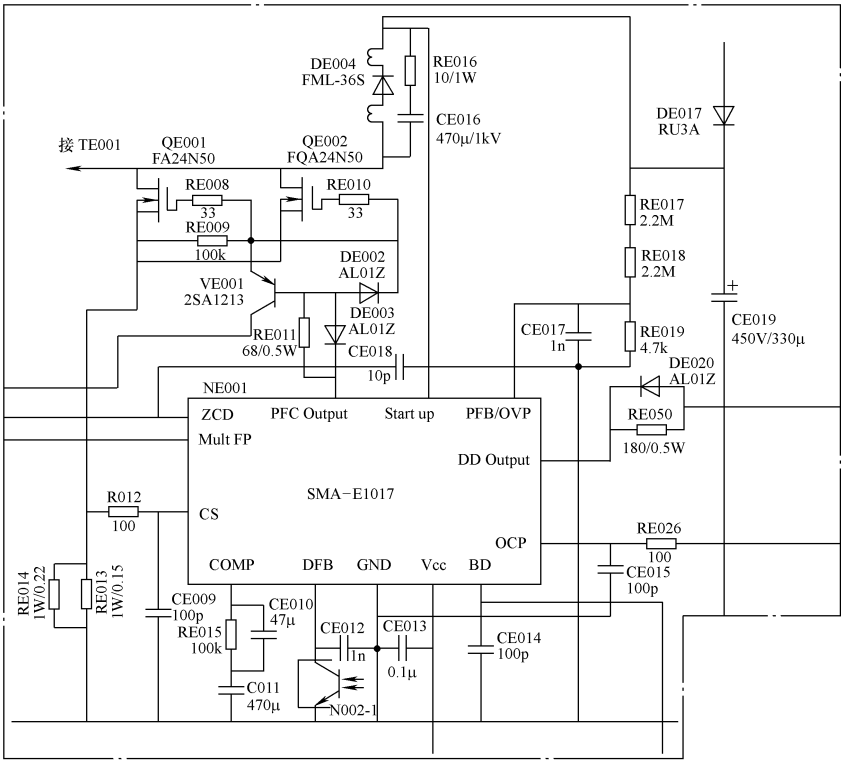 DE004
FML-36S
RE016
10/1W
CE016
470μ/1kV
DE017
RU3A
接 TE001
QE001
FA24N50
QE002
FQA24N50
RE008
33
RE010
33
RE009
100k
RE017
2.2M
RE018
2.2M
VE001
2SA1213
DE002
AL01Z
DE003
AL01Z
RE011
68/0.5W
CE018
10p
CE017
1n
RE019
4.7k
+
CE019
450V/330μ
DE020
AL01Z
RE050
180/0.5W
NE001
ZCD
PFC Output
Start up
PFB/OVP
Mult FP
DD Output
SMA-E1017
R012
100
CS
OCP
RE026
100
COMP
DFB
GND
Vcc
BD
CE015
100p
RE014
1W/0.22
RE013
1W/0.15
CE009
100p
RE015
100k
CE010
47μ
CE012
1n
CE013
0.1μ
CE014
100p
C011
470μ
N002-1